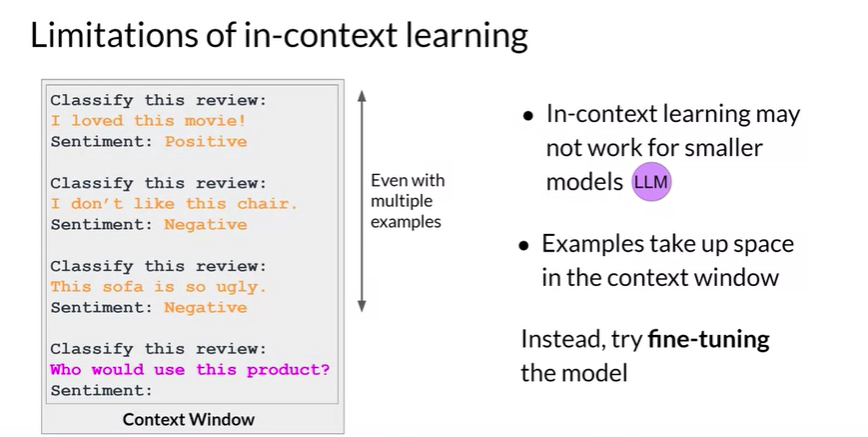 Limitations of in-context learning
Classify this review:
I loved this movie!
Sentiment: Positive
Classify this review:
I don't like this chair.
Sentiment: Negative
Classify this review:
This sofa is so ugly.
Sentiment: Negative
Classify this review:
Who would use this product?
Sentiment:
Context Window
Even with
multiple
examples
• In-context learning may
not work for smaller
models LLM
• Examples take up space
in the context window
Instead, try fine-tuning
the model